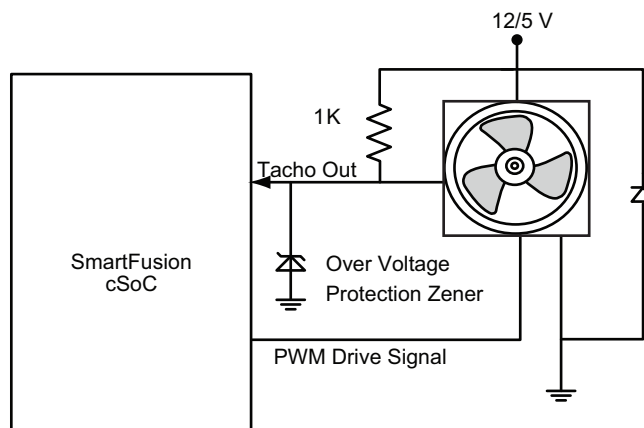 12/5 V
1K
Tacho Out
SmartFusion
cSoC
Over Voltage
Protection Zener
PWM Drive Signal